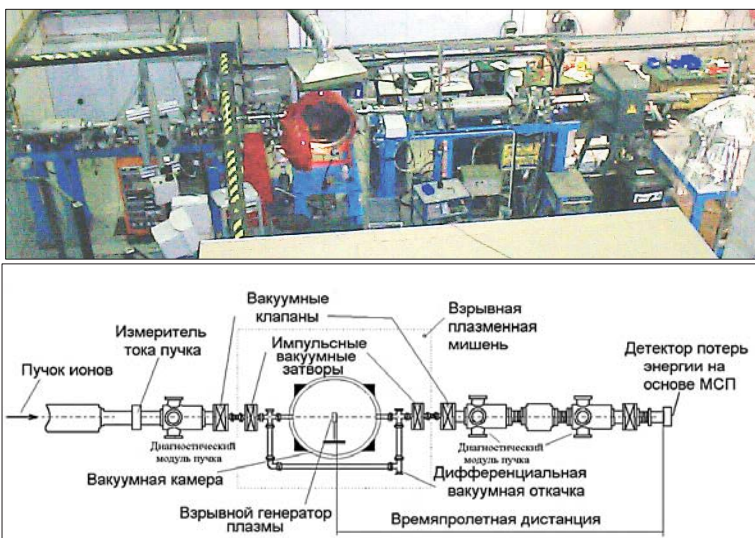 Вакуумные
клапаны
Взрывная
плазменная
мишень
Измеритель
тока пучка
Импульсные
вакуумные
затворы
Детектор потерь
энергии на
основе МСП
Пучок ионов
Диагностический
модуль пучка
Диагностический
модуль пучка
Вакуумная камера
Дифференциальная
вакуумная откачка
Взрывной генератор
плазмы
Времяпролетная дистанция